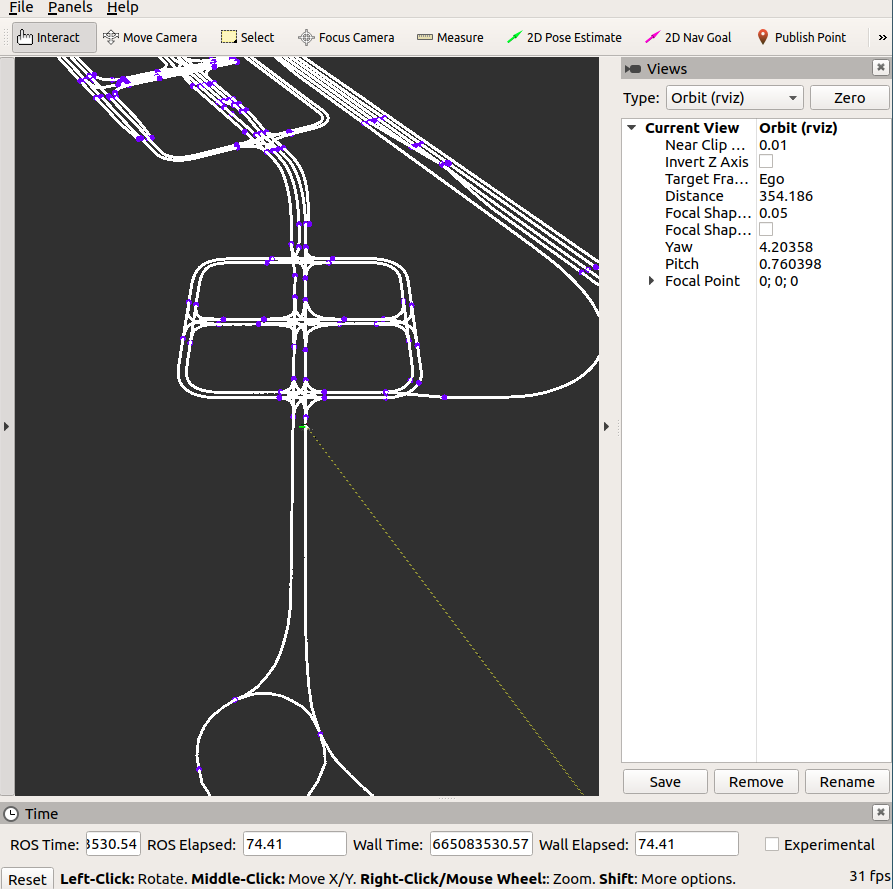 File Panels Help
Interact Move Camera Select Focus Camera Measure 2D Pose Estimate 2D Nav Goal Publish Point »
Views
Type: Orbit (rviz) Zero
Current View Orbit (rviz)
Near Clip ... 0.01
Invert Z Axis
Target Fra... Ego
Distance 354.186
Focal Shap... 0.05
Focal Shap...
Yaw 4.20358
Pitch 0.760398
Focal Point 0; 0; 0
Save Remove Rename
Time
ROS Time: 3530.54 ROS Elapsed: 74.41 Wall Time: 665083530.57 Wall Elapsed: 74.41 Experimental
Reset Left-Click: Rotate. Middle-Click: Move X/Y. Right-Click/Mouse Wheel:: Zoom. Shift: More options. 31 fps